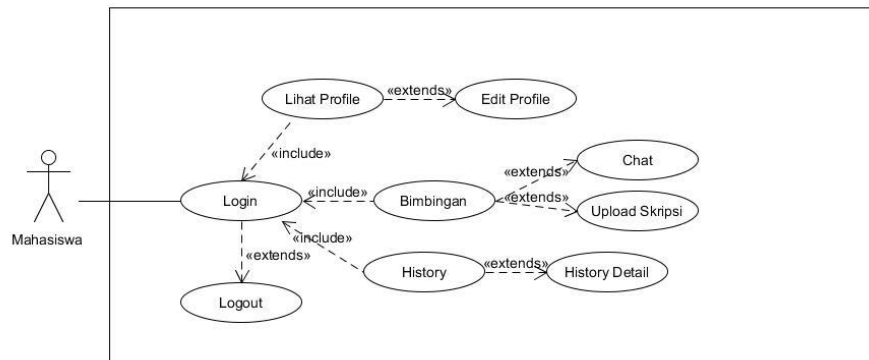 Lihat Profile
«extends»
Edit Profile
«include»
Chat
«extends»
Mahasiswa
Login
«include»
Bimbingan
«extends»
Upload Skripsi
«include»
«extends»
History
«extends»
History Detail
Logout